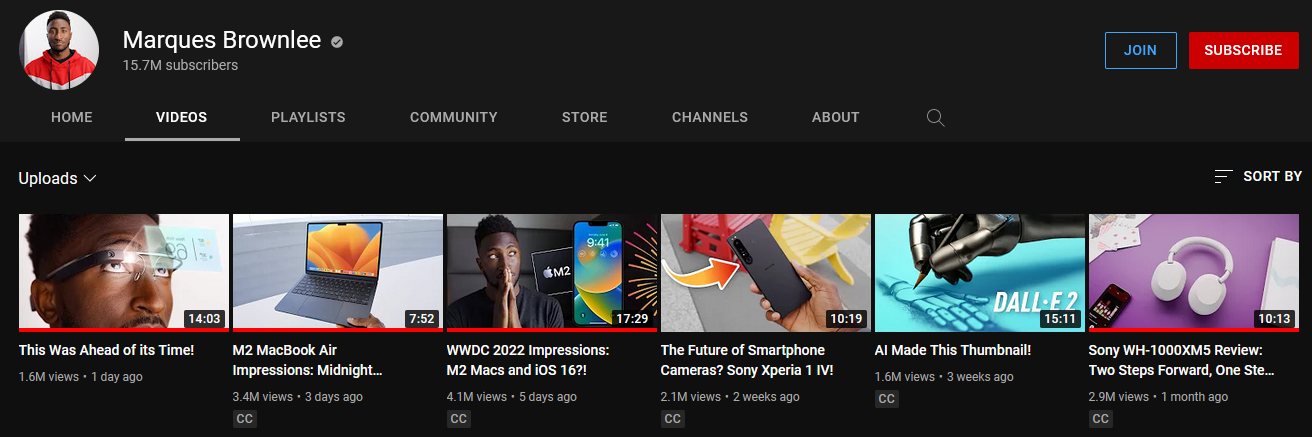 Marques Brownlee
15.7M subscribers
JOIN
SUBSCRIBE
HOME
VIDEOS
PLAYLISTS
COMMUNITY
STORE
CHANNELS
ABOUT
Uploads
SORT BY
14:03
This Was Ahead of its Time!
1.6M views • 1 day ago
7:52
M2 MacBook Air
Impressions: Midnight...
3.4M views • 3 days ago
CC
M2
9:41
17:29
WWDC 2022 Impressions:
M2 Macs and iOS 16?!
4.1M views • 5 days ago
CC
10:19
The Future of Smartphone
Cameras? Sony Xperia 1 IV!
2.1M views • 2 weeks ago
CC
DALL·E 2
15:11
AI Made This Thumbnail!
1.6M views • 3 weeks ago
CC
10:13
Sony WH-1000XM5 Review:
Two Steps Forward, One Ste...
2.9M views • 1 month ago
CC